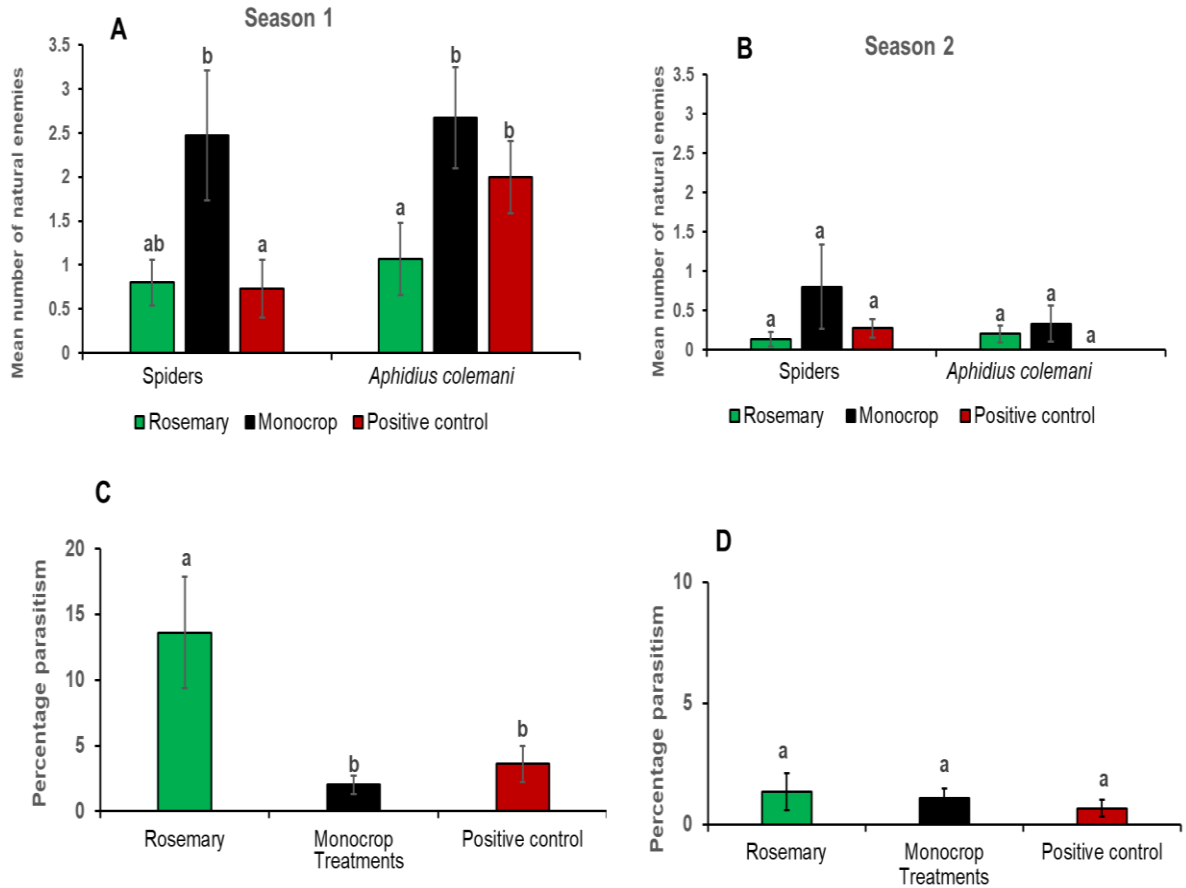 A
Season 1
Mean number of natural enemies
3.5
3
2.5
2
1.5
1
0.5
0
ab
b
a
a
b
b
Spiders
Aphidius colemani
Rosemary Monocrop Positive control
B
Season 2
Mean number of natural enemies
3.5
3
2.5
2
1.5
1
0.5
0
a
a
a
a
a
a
Spiders
Aphidius colemani
Rosemary Monocrop Positive control
C
Percentage parasitism
20
15
10
5
0
a
b
b
Rosemary
Monocrop
Positive control
Treatments
D
Percentage parasitism
10
5
0
a
a
a
Rosemary
Monocrop
Positive control
Treatments